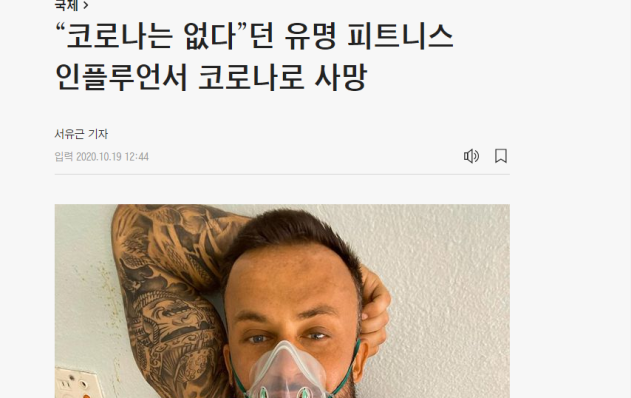 국제 >
“코로나는 없다”던 유명 피트니스
인플루언서 코로나로 사망
서유근 기자
입력 2020.10.19 12:44